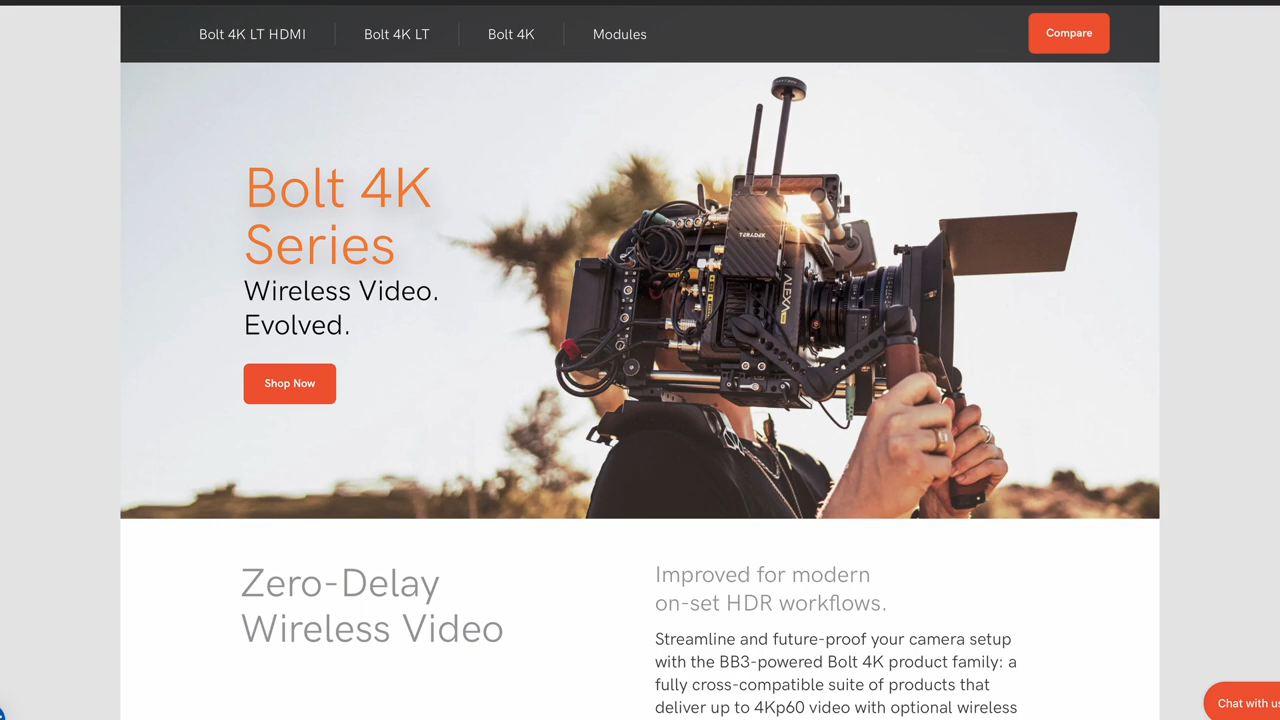 Bolt 4K LT HDMI
Bolt 4K LT
Bolt 4K
Modules
Compare
Bolt 4K
Series
Wireless Video.
Evolved.
Shop Now
TERADEK
ALEXA
Zero-Delay
Wireless Video
Improved for modern
on-set HDR workflows.
Streamline and future-proof your camera setup
with the BB3-powered Bolt 4K product family: a
fully cross-compatible suite of products that
deliver up to 4Kp60 video with optional wireless
Chat with us